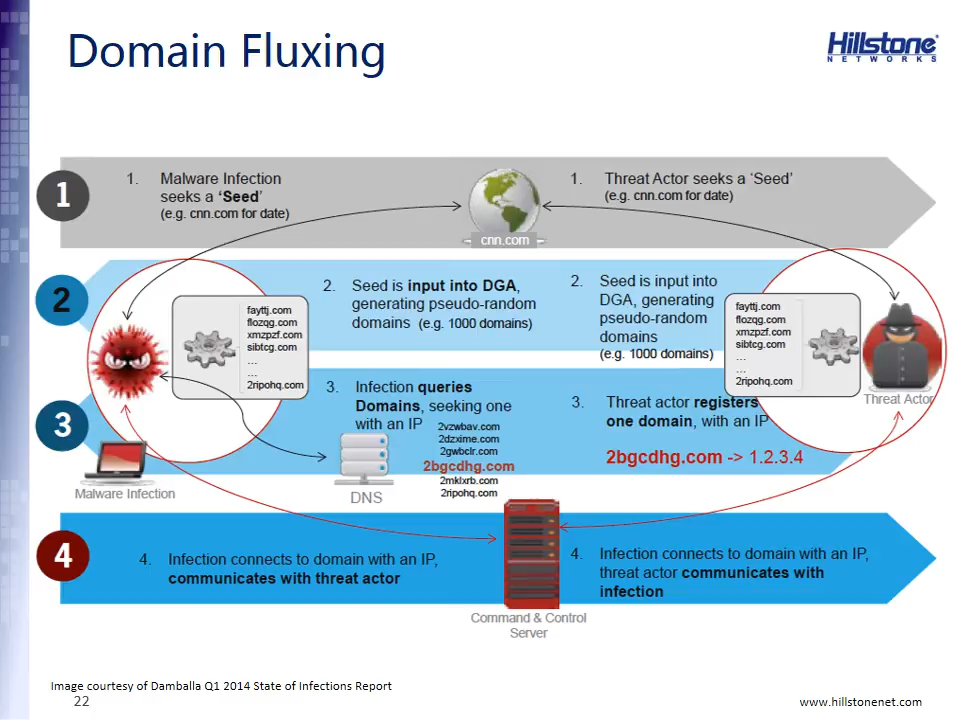 Domain Fluxing
Hillstone
NETWORKS
1
1. Malware Infection
seeks a ‘Seed’
(e.g. cnn.com for date)
cnn.com
1. Threat Actor seeks a ‘Seed’
(e.g. cnn.com for date)
2
fayttj.com
flozqg.com
xmzpzf.com
sibtcg.com
...
...
2ripohq.com
2. Seed is input into DGA,
generating pseudo-random
domains (e.g. 1000 domains)
2. Seed is input into
DGA, generating
pseudo-random
domains
(e.g. 1000 domains)
fayttj.com
flozqg.com
xmzpzf.com
sibtcg.com
...
...
2ripohq.com
Threat Actor
3
Malware Infection
3. Infection queries
Domains, seeking one
with an IP
DNS
2vzwbav.com
2dzxime.com
2gwbclr.com
2bgcdhg.com
2mklxrb.com
2ripohq.com
3. Threat actor registers
one domain, with an IP
2bgcdhg.com -> 1.2.3.4
4
4. Infection connects to domain with an IP,
communicates with threat actor
Command & Control
Server
4. Infection connects to domain with an IP,
threat actor communicates with
infection
Image courtesy of Damballa Q1 2014 State of Infections Report
22
www.hillstonenet.com